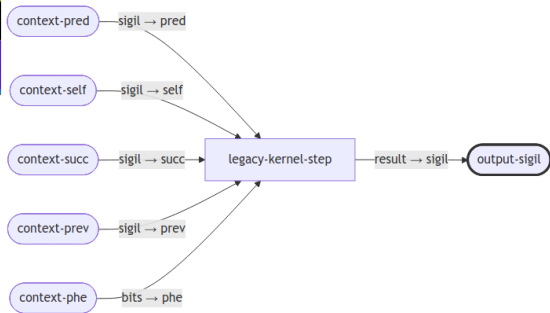 context-pred
sigil → pred
context-self
sigil → self
context-succ
sigil → succ
legacy-kernel-step
result → sigil
output-sigil
context-prev
sigil → prev
context-phe
bits → phe